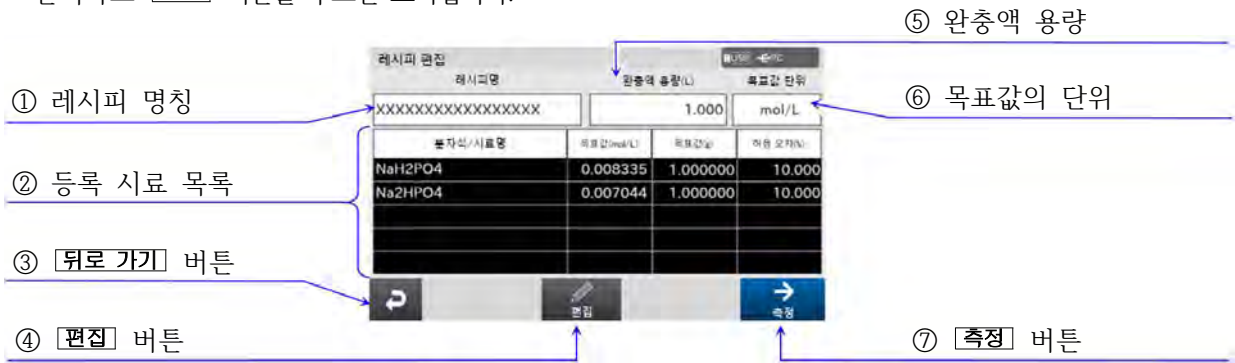 ⑤ 완충액 용량
레시피 편집
레시피명
완충액 용량(L)
목표값 단위
① 레시피 명칭
XXXXXXXXXXXXXXXXX
1.000
mol/L
⑥ 목표값의 단위
분자식/시료명
목표값(mol/L)
목표값(g)
허용 오차(%)
NaH2PO4
0.008335
1.000000
10.000
② 등록 시료 목록
Na2HPO4
0.007044
1.000000
10.000
③ 뒤로 가기 버튼
편집
측정
④ 편집 버튼
⑦ 측정 버튼